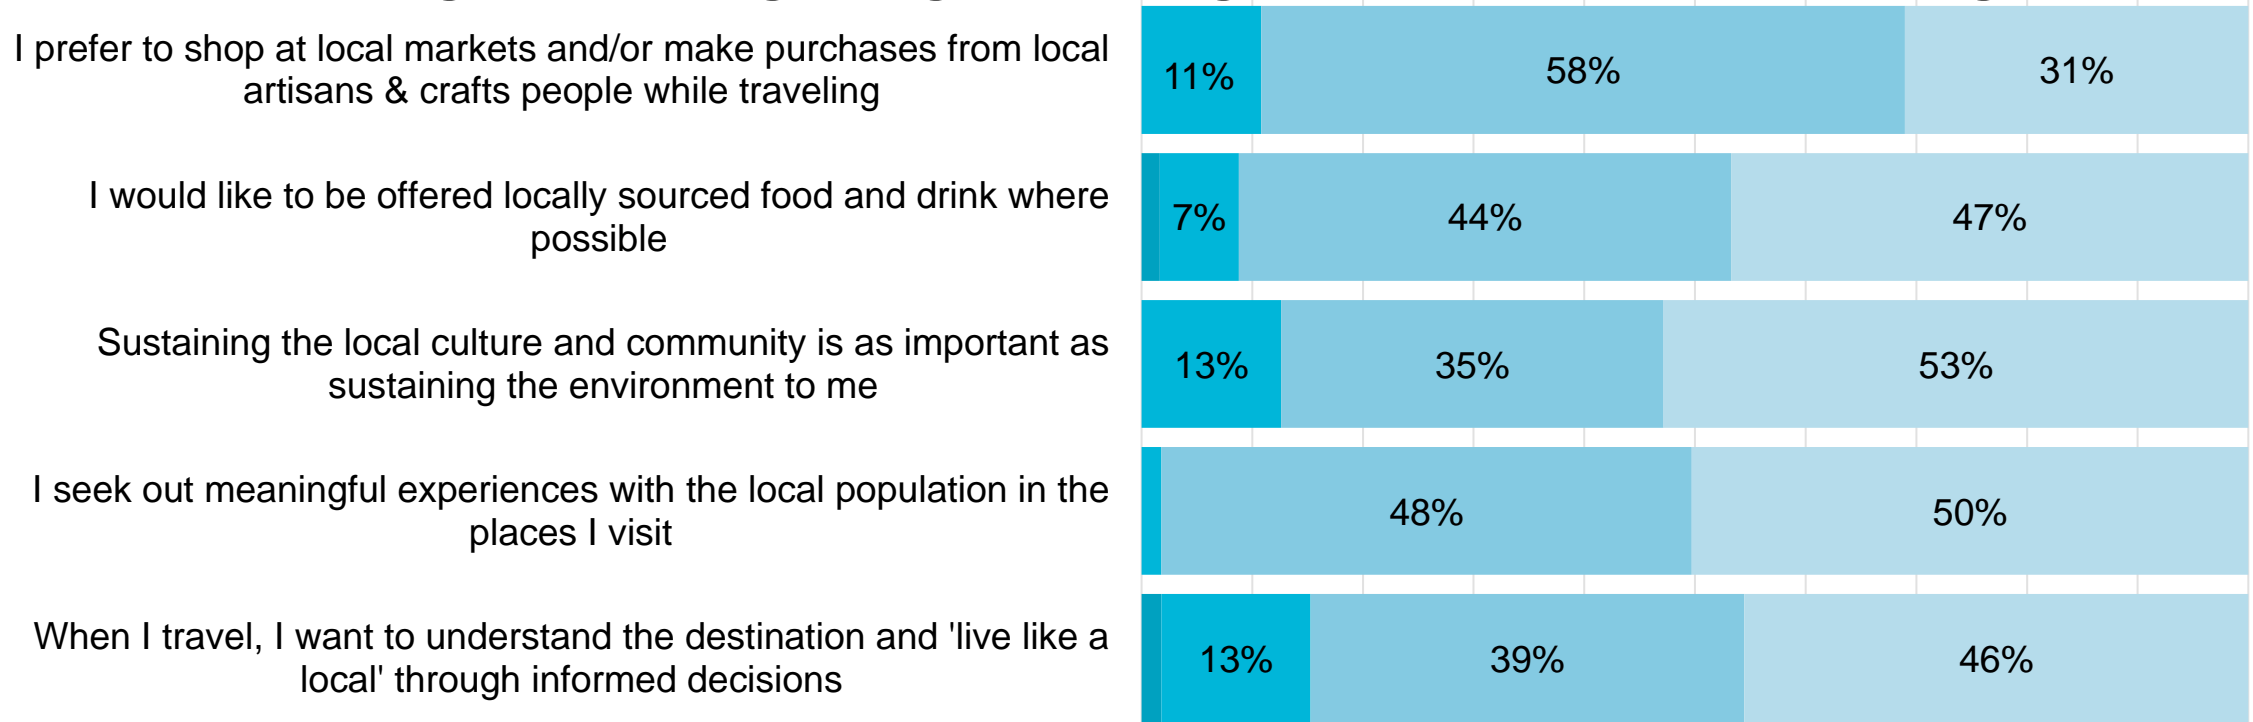 I prefer to shop at local markets and/or make purchases from local
artisans & crafts people while traveling
11% 58% 31%
I would like to be offered locally sourced food and drink where
possible
7% 44% 47%
Sustaining the local culture and community is as important as
sustaining the environment to me
13% 35% 53%
I seek out meaningful experiences with the local population in the
places I visit
48% 50%
When I travel, I want to understand the destination and 'live like a
local' through informed decisions
13% 39% 46%